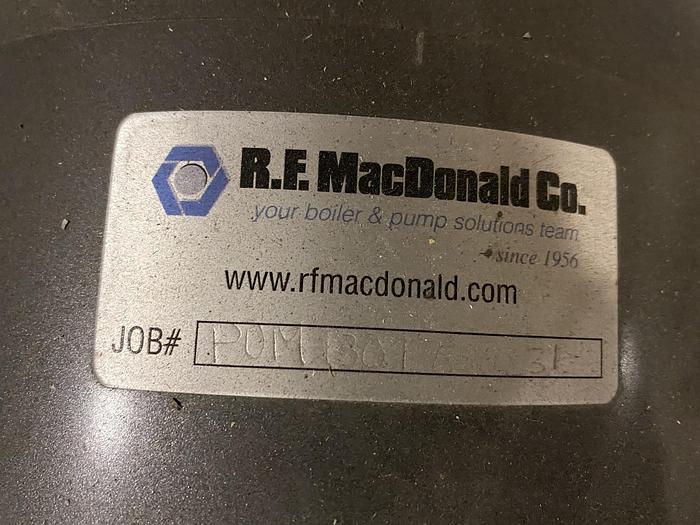 R.F. MacDonald Co.
your boiler & pump solutions team
since 1956
www.rfmacdonald.com
JOB#